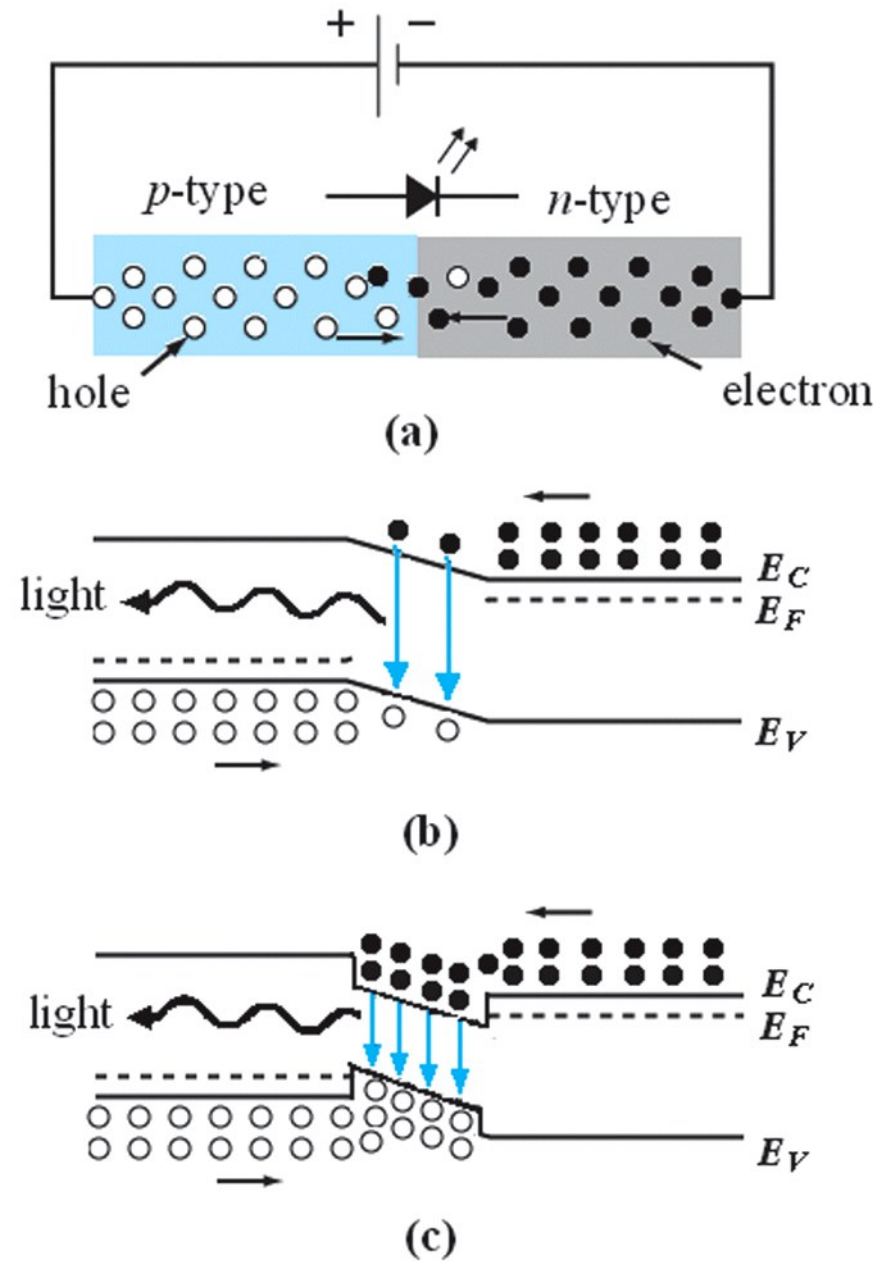 + −
p-type
n-type
hole
electron
(a)
E_C
light
E_F
E_V
(b)
E_C
light
E_F
E_V
(c)